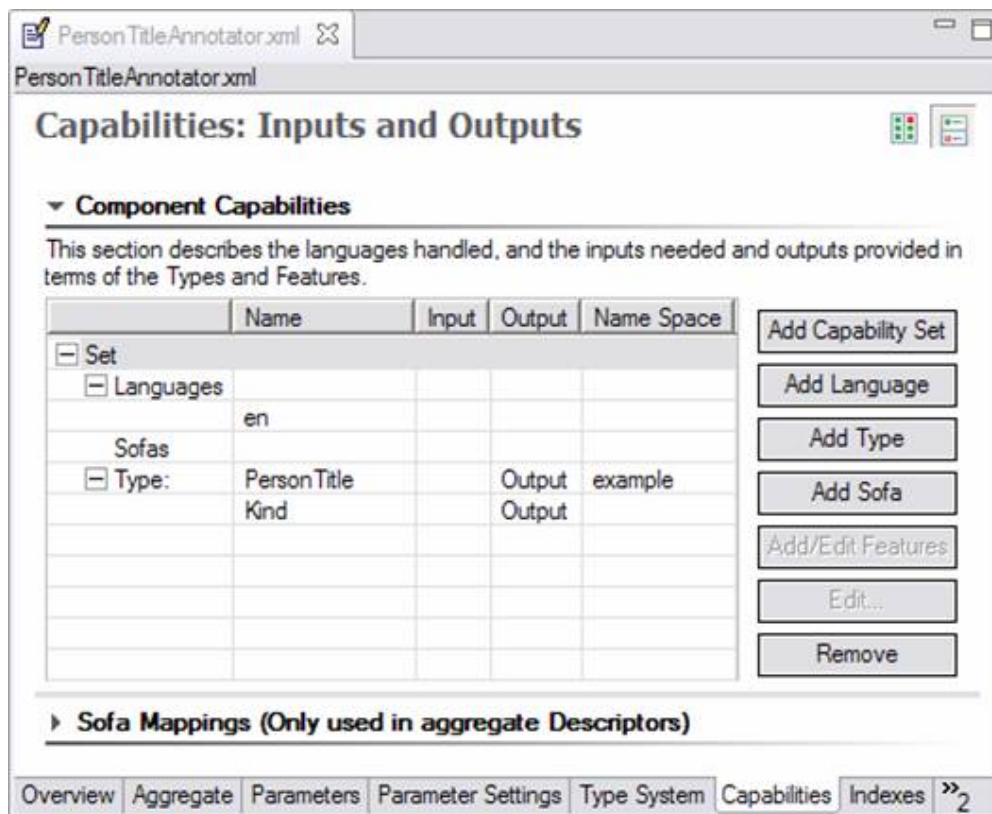 PersonTitleAnnotator.xml
PersonTitleAnnotator.xml
Capabilities: Inputs and Outputs
Component Capabilities
This section describes the languages handled, and the inputs needed and outputs provided in
terms of the Types and Features.
Name Input Output Name Space
Set
Languages
en
Sofas
Type: PersonTitle Output example
Kind Output
Add Capability Set
Add Language
Add Type
Add Sofa
Add/Edit Features
Edit...
Remove
Sofa Mappings (Only used in aggregate Descriptors)
Overview Aggregate Parameters Parameter Settings Type System Capabilities Indexes »2